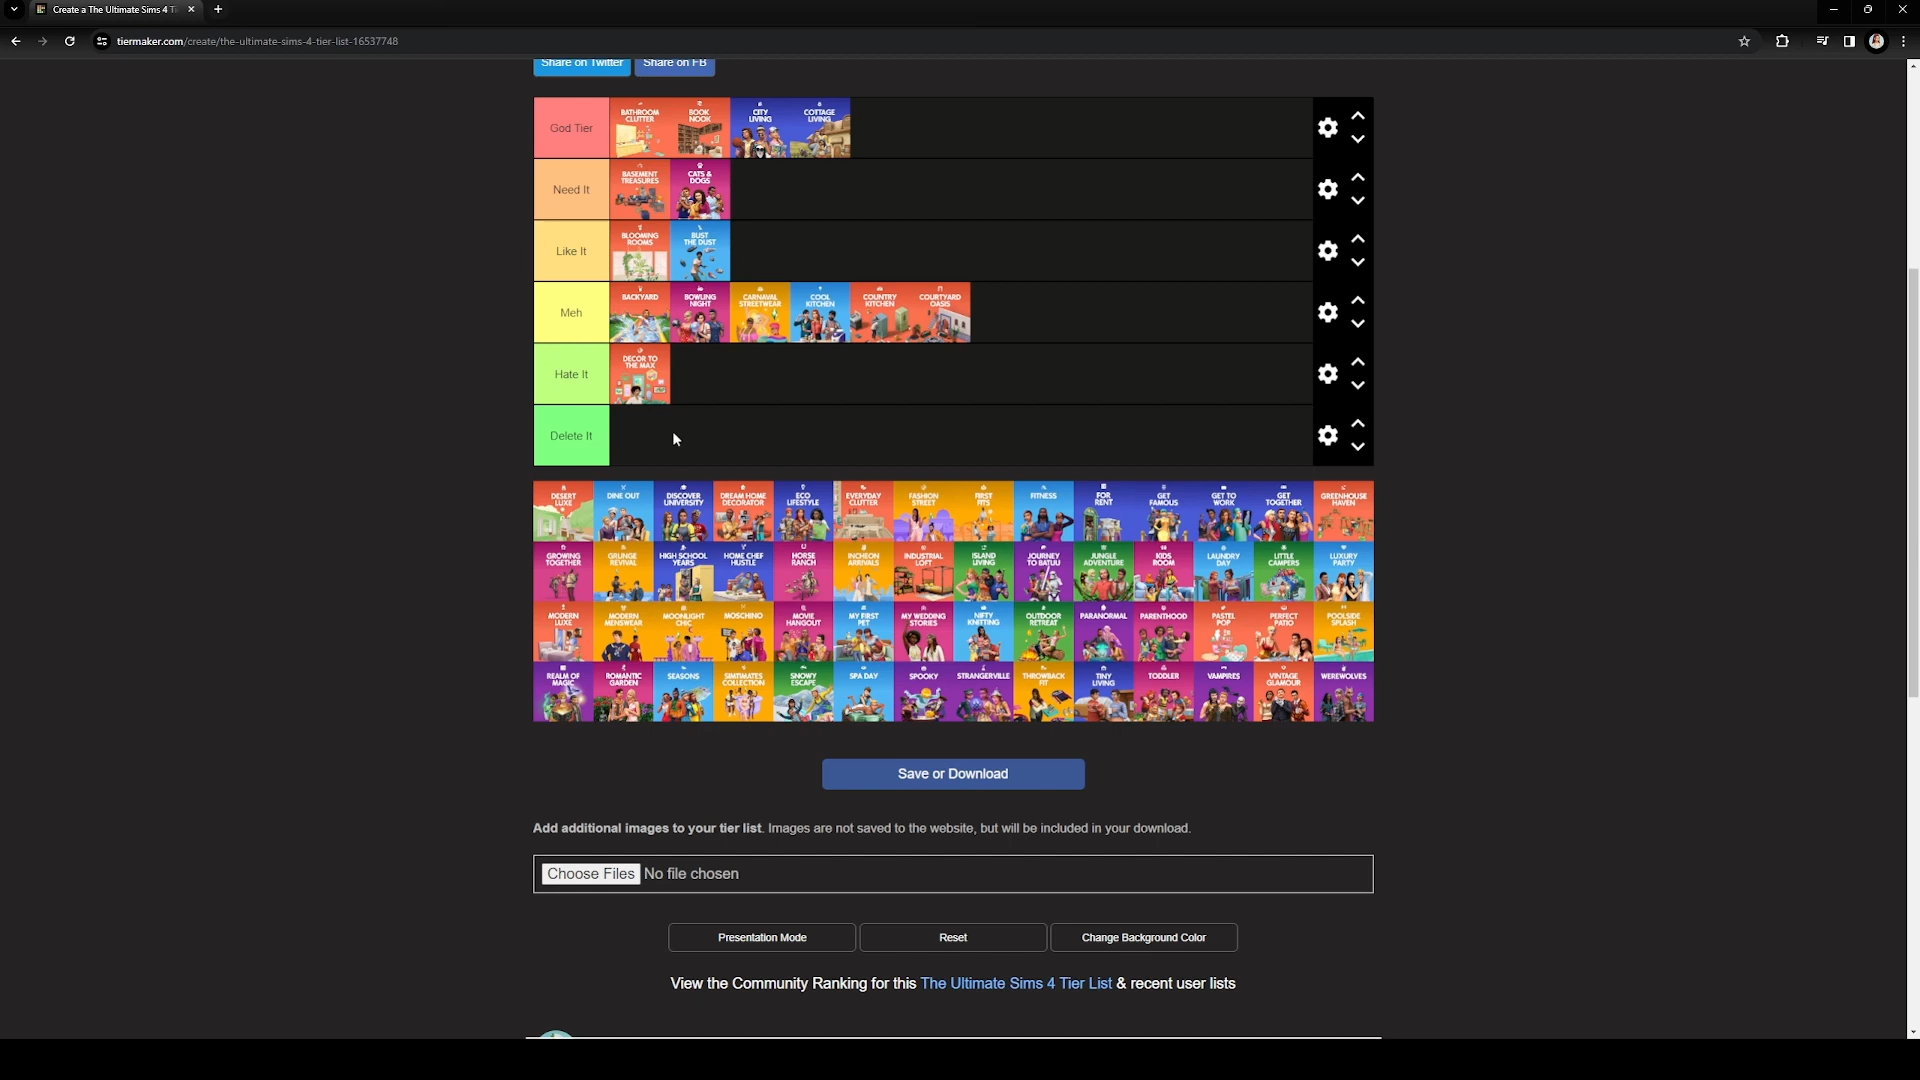 Create a The Ultimate Sims 4 Ti
tiermaker.com/create/the-ultimate-sims-4-tier-list-16537748
Share on Twitter Share on FB
God Tier
BATHROOM CLUTTER
BOOK NOOK
CITY LIVING
COTTAGE LIVING
Need It
BASEMENT TREASURES
CATS & DOGS
Like It
BLOOMING ROOMS
BUST THE DUST
Meh
BACKYARD
BOWLING NIGHT
CARNAVAL STREETWEAR
COOL KITCHEN
COUNTRY KITCHEN
COURTYARD OASIS
Hate It
DECOR TO THE MAX
Delete It
DESERT LUXE
DINE OUT
DISCOVER UNIVERSITY
DREAM HOME DECORATOR
ECO LIFESTYLE
EVERYDAY CLUTTER
FASHION STREET
FIRST FITS
FITNESS
FOR RENT
GET FAMOUS
GET TO WORK
GET TOGETHER
GREENHOUSE HAVEN
GROWING TOGETHER
GRUNGE REVIVAL
HIGH SCHOOL YEARS
HOME CHEF HUSTLE
HORSE RANCH
INCHEON ARRIVALS
INDUSTRIAL LOFT
ISLAND LIVING
JOURNEY TO BATUU
JUNGLE ADVENTURE
KIDS ROOM
LAUNDRY DAY
LITTLE CAMPERS
LUXURY PARTY
MODERN LUXE
MODERN MENSWEAR
MOONLIGHT CHIC
MOSCHINO
MOVIE HANGOUT
MY FIRST PET
MY WEDDING STORIES
NIFTY KNITTING
OUTDOOR RETREAT
PARANORMAL
PARENTHOOD
PASTEL POP
PERFECT PATIO
POOLSIDE SPLASH
REALM OF MAGIC
ROMANTIC GARDEN
SEASONS
SIMTIMATES COLLECTION
SNOWY ESCAPE
SPA DAY
SPOOKY
STRANGERVILLE
THROWBACK FIT
TINY LIVING
TODDLER
VAMPIRES
VINTAGE GLAMOUR
WEREWOLVES
Save or Download
Add additional images to your tier list. Images are not saved to the website, but will be included in your download.
Choose Files No file chosen
Presentation Mode Reset Change Background Color
View the Community Ranking for this The Ultimate Sims 4 Tier List & recent user lists